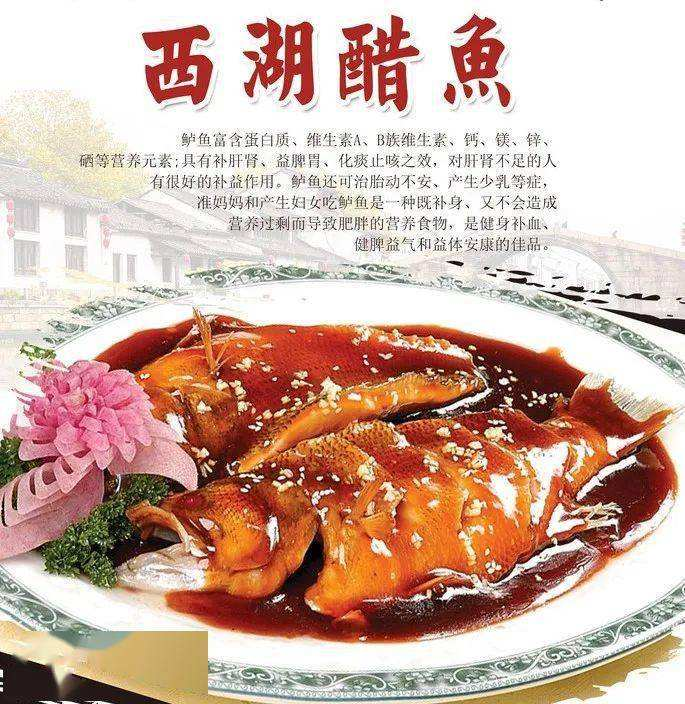 西湖醋魚
鲈鱼富含蛋白质、维生素A、B族维生素、钙、镁、锌、
硒等营养元素;具有补肝肾、益脾胃、化痰止咳之效，对肝肾不足的人
有很好的补益作用。鲈鱼还可治胎动不安、产生少乳等症，
准妈妈和产生妇女吃鲈鱼是一种既补身、又不会造成
营养过剩而导致肥胖的营养食物，是健身补血、
健脾益气和益体安康的佳品。